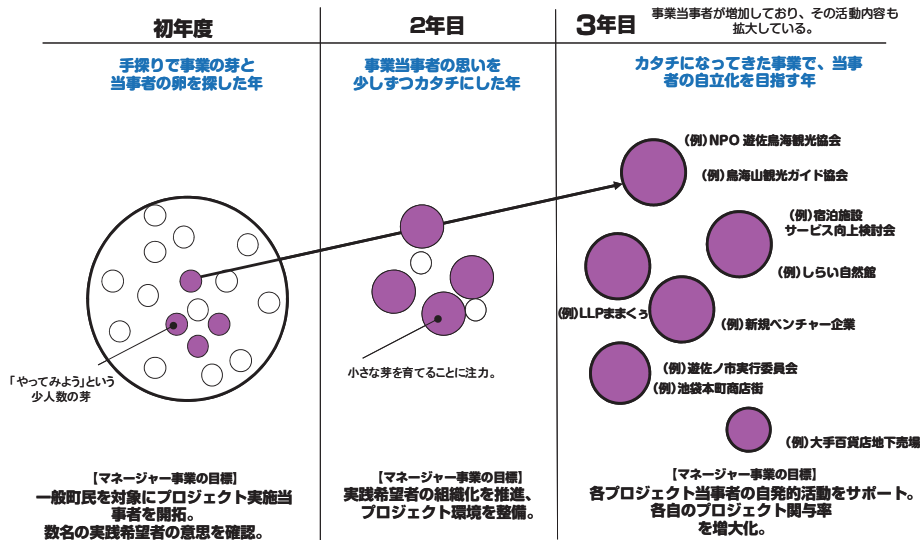 初年度
手探りで事業の芽と
当事者の卵を探した年
「やってみよう」という
少人数の芽
【マネージャー事業の目標】
一般町民を対象にプロジェクト実施当
事者を開拓。
数名の実践希望者の意思を確認。
2年目
事業当事者の思いを
少しずつカタチにした年
小さな芽を育てることに注力。
【マネージャー事業の目標】
実践希望者の組織化を推進、
プロジェクト環境を整備。
3年目
事業当事者が増加しており、その活動内容も
拡大している。
カタチになってきた事業で、当事
者の自立化を目指す年
(例)NPO 遊佐鳥海観光協会
(例)鳥海山観光ガイド協会
(例)宿泊施設
サービス向上検討会
(例)しらい自然館
(例)LLPままくぅ
(例)新規ベンチャー企業
(例)遊佐ノ市実行委員会
(例)池袋本町商店街
(例)大手百貨店地下売場
【マネージャー事業の目標】
各プロジェクト当事者の自発的活動をサポート。
各自のプロジェクト関与率
を増大化。